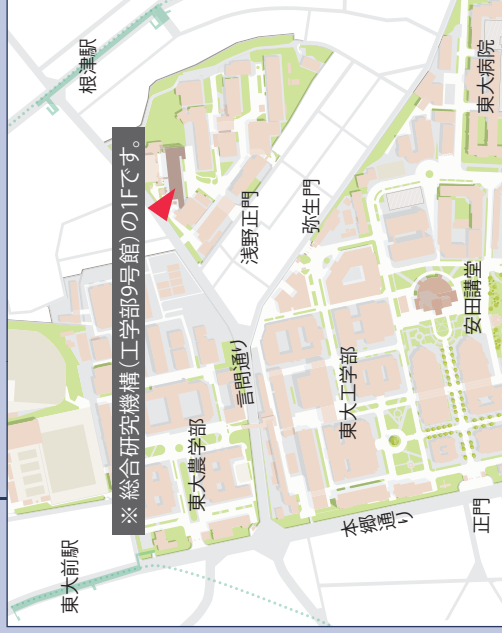 東大前駅
根津駅
※ 総合研究機構（工学部9号館）の1Fです。
東大農学部
言問通り
浅野正門
弥生門
本郷通り
東大工学部
正門
安田講堂
東大病院